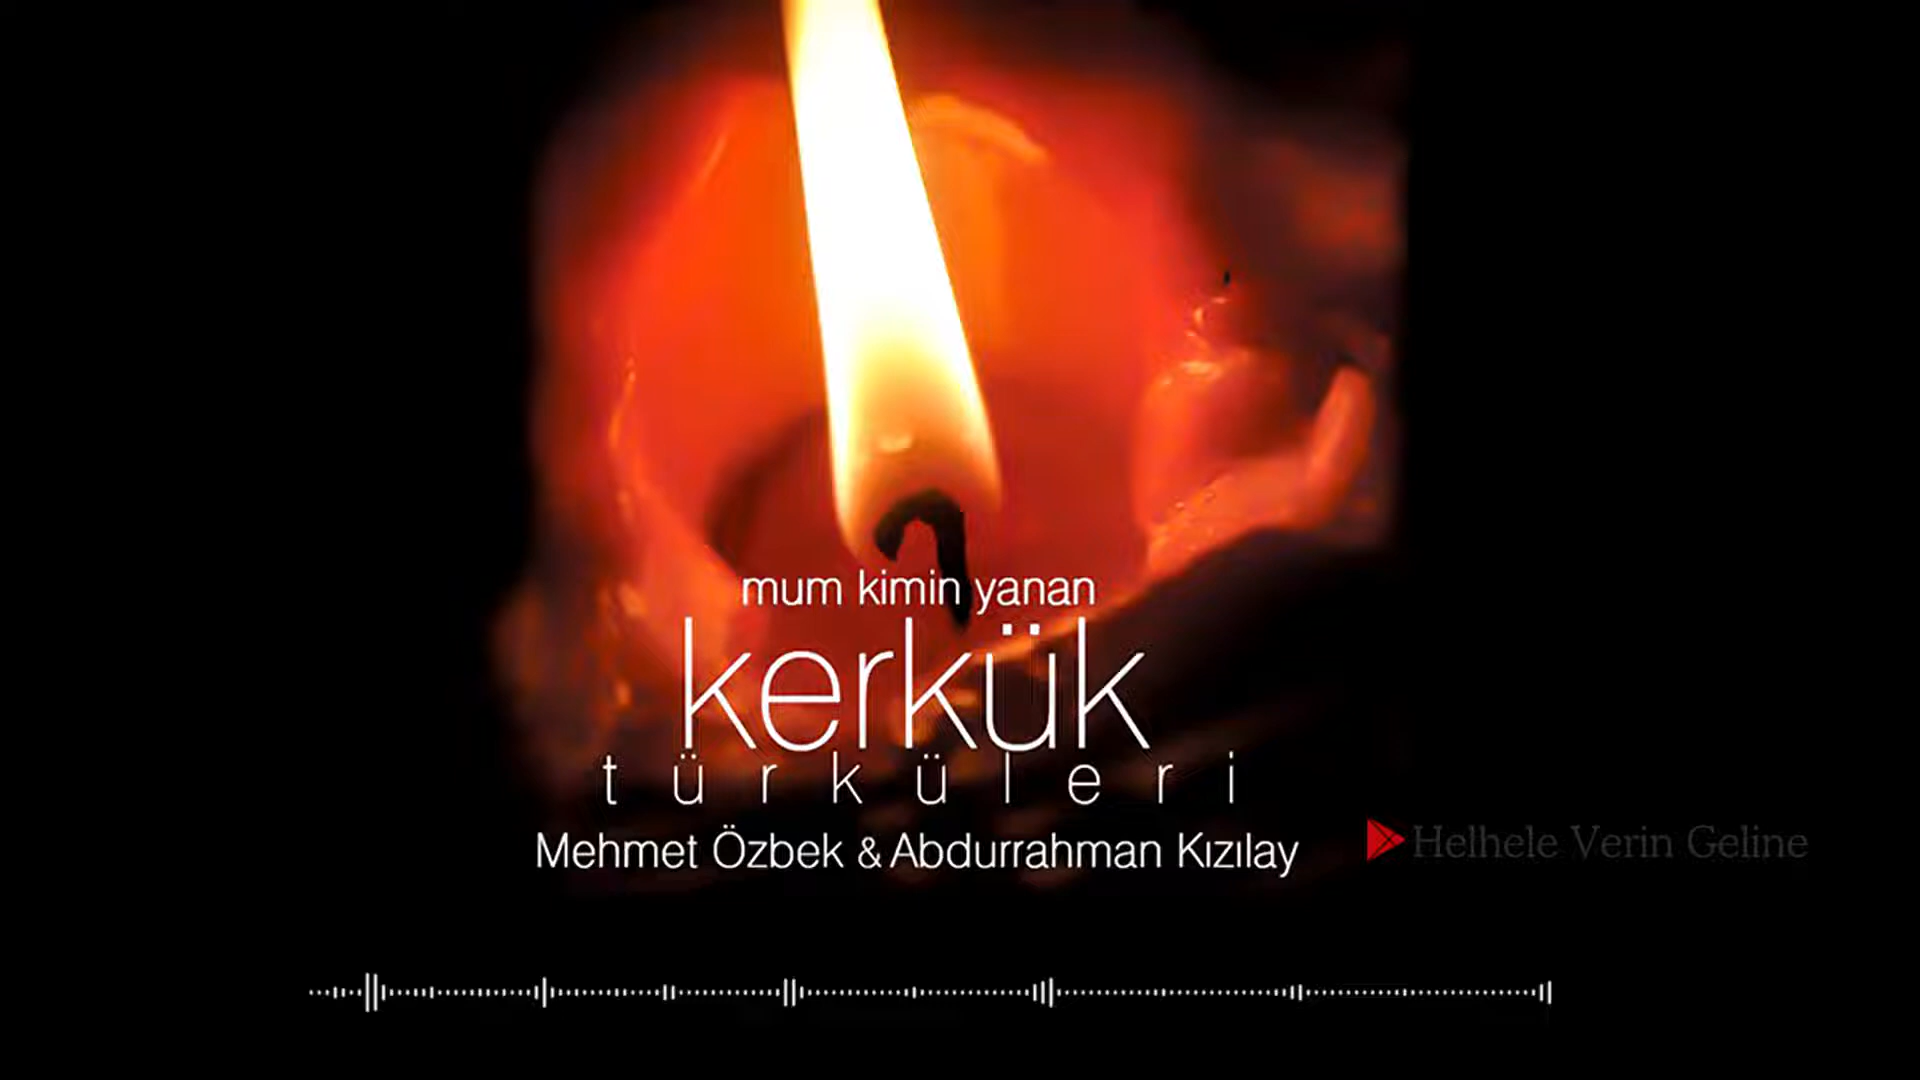 mum kimin yanan
kerkük
türküleri
Mehmet Özbek & Abdurrahman Kızılay
Helhele Verin Geline